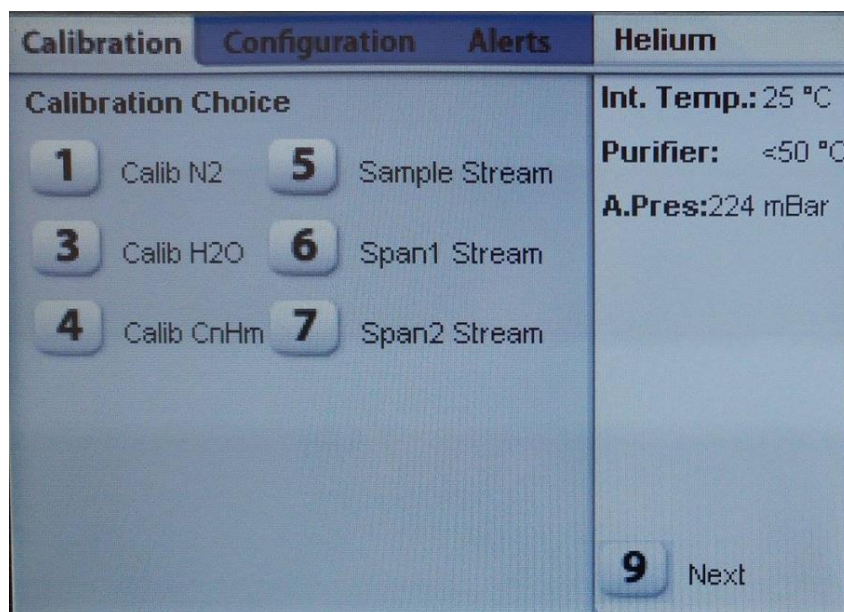 Calibration Configuration Alerts Helium
Calibration Choice
1 Calib N2 5 Sample Stream
3 Calib H2O 6 Span1 Stream
4 Calib CnHm 7 Span2 Stream
Int. Temp.: 25 °C
Purifier: <50 °C
A.Pres:224 mBar
9 Next